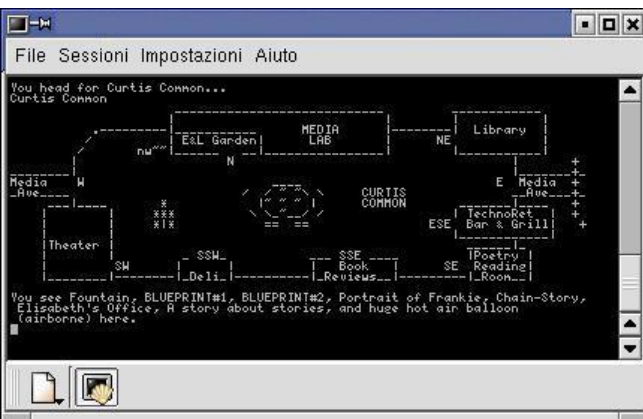 File Sessioni Impostazioni Aiuto
You head for Curtis Common...
Curtis Common
MEDIA Library
E&L Garden LAB NE
nw~~
N
Media W E Media
_Ave_ CURTIS _Ave_
COMMON
TechnoRet
ESE Bar & Grill
Theater
SSW SSE Poetry
SW Book SE Reading
Deli Reviews Room
You see Fountain, BLUEPRINT#1, BLUEPRINT#2, Portrait of Frankie, Chain-Story,
Elisabeth's Office, A story about stories, and huge hot air balloon
(airborne) here.